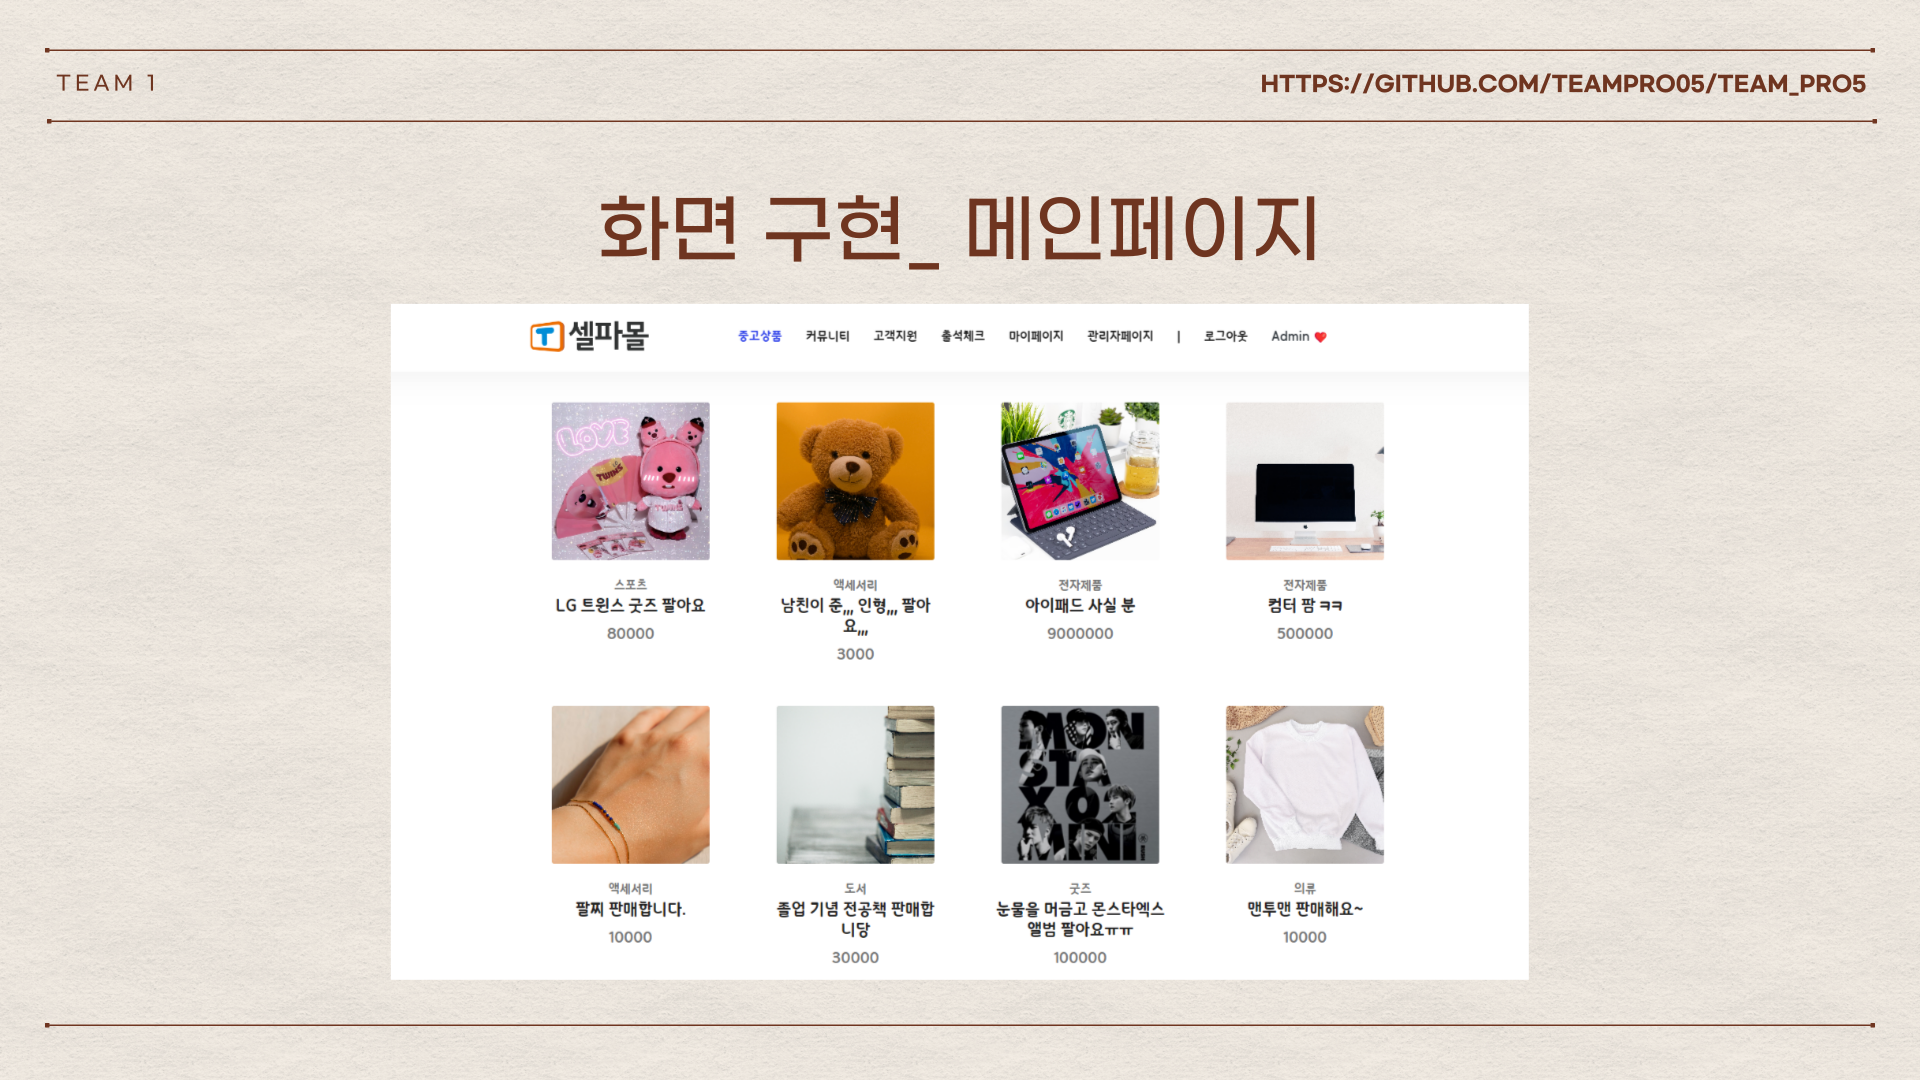 TEAM 1
HTTPS://GITHUB.COM/TEAMPRO05/TEAM_PRO5
화면 구현_ 메인페이지
T 셀파몰
중고상품 커뮤니티 고객지원 출석체크 마이페이지 관리자페이지 | 로그아웃 Admin ❤
LOVE
TWINS
스포츠
LG 트윈스 굿즈 팔아요
80000
액세서리
남친이 준,,, 인형,,, 팔아
요,,,
3000
전자제품
아이패드 사실 분
9000000
전자제품
컴터 팜 ㅋㅋ
500000
MON
STA
X
액세서리
팔찌 판매합니다.
10000
도서
졸업 기념 전공책 판매합
니당
30000
굿즈
눈물을 머금고 몬스타엑스
앨범 팔아요ㅠㅠ
100000
의류
맨투맨 판매해요~
10000